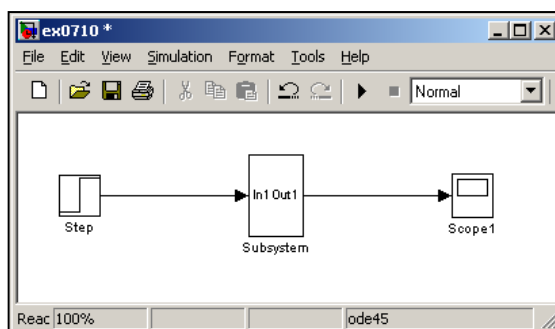 ex0710 *
File Edit View Simulation Format Tools Help
Normal
In1 Out1
Step
Subsystem
Scope1
Reac 100% ode45